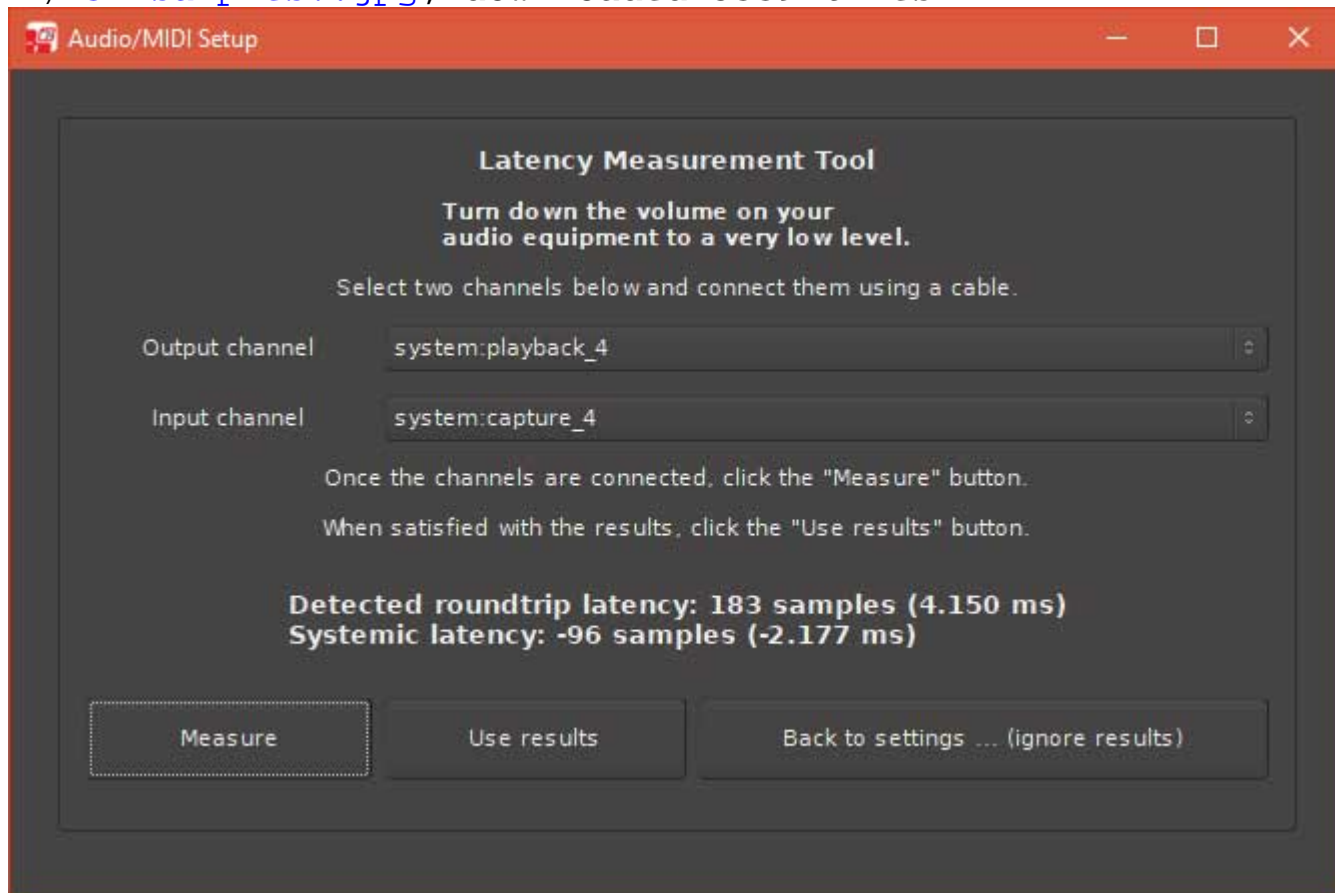 Audio/MIDI Setup
Latency Measurement Tool
Turn down the volume on your
audio equipment to a very low level.
Select two channels below and connect them using a cable.
Output channel system:playback_4
Input channel system:capture_4
Once the channels are connected, click the "Measure" button.
When satisfied with the results, click the "Use results" button.
Detected roundtrip latency: 183 samples (4.150 ms)
Systemic latency: -96 samples (-2.177 ms)
Measure Use results Back to settings ... (ignore results)